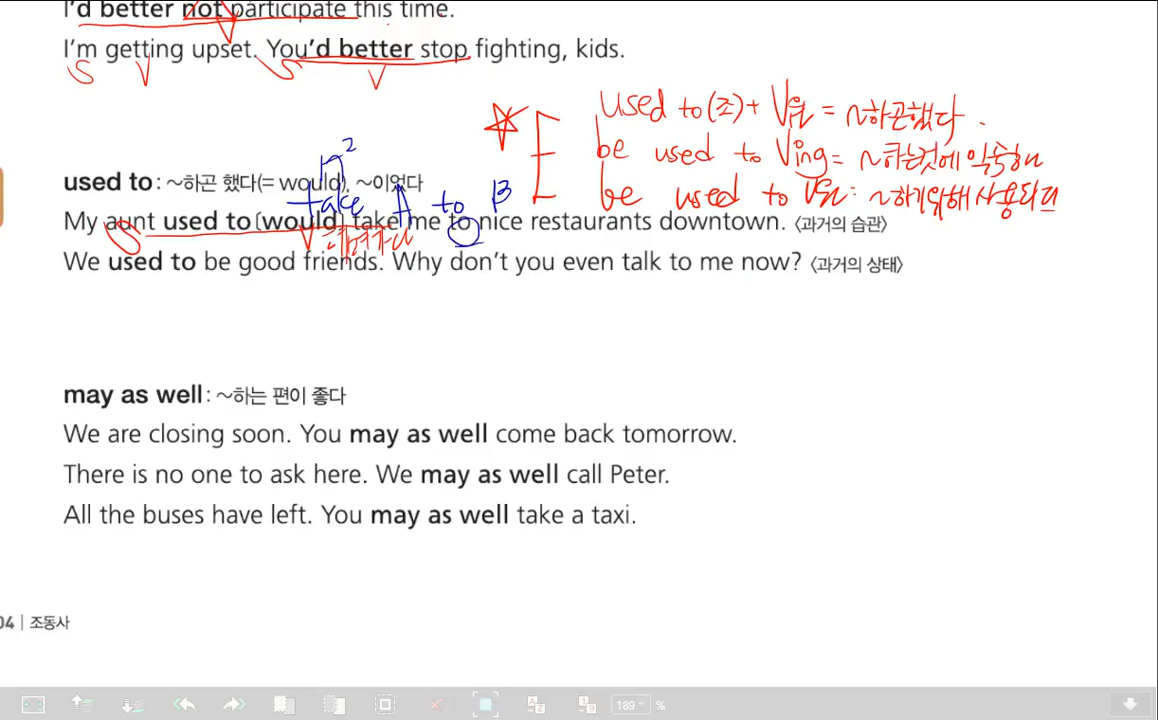 I'd better not participate this time.
I'm getting upset. You'd better stop fighting, kids.
S V S V
used to(조)+ V원 = ~하곤했다.
be used to Ving= ~하는것에 익숙해
be used to V원: ~하기위해 사용되
used to: ~하곤 했다(= would), ~이었다
take A to B
My aunt used to(would) take me to nice restaurants downtown. <과거의 습관>
S V 데려가다
We used to be good friends. Why don't you even talk to me now? <과거의 상태>
may as well: ~하는 편이 좋다
We are closing soon. You may as well come back tomorrow.
There is no one to ask here. We may as well call Peter.
All the buses have left. You may as well take a taxi.
04 | 조동사
189 %